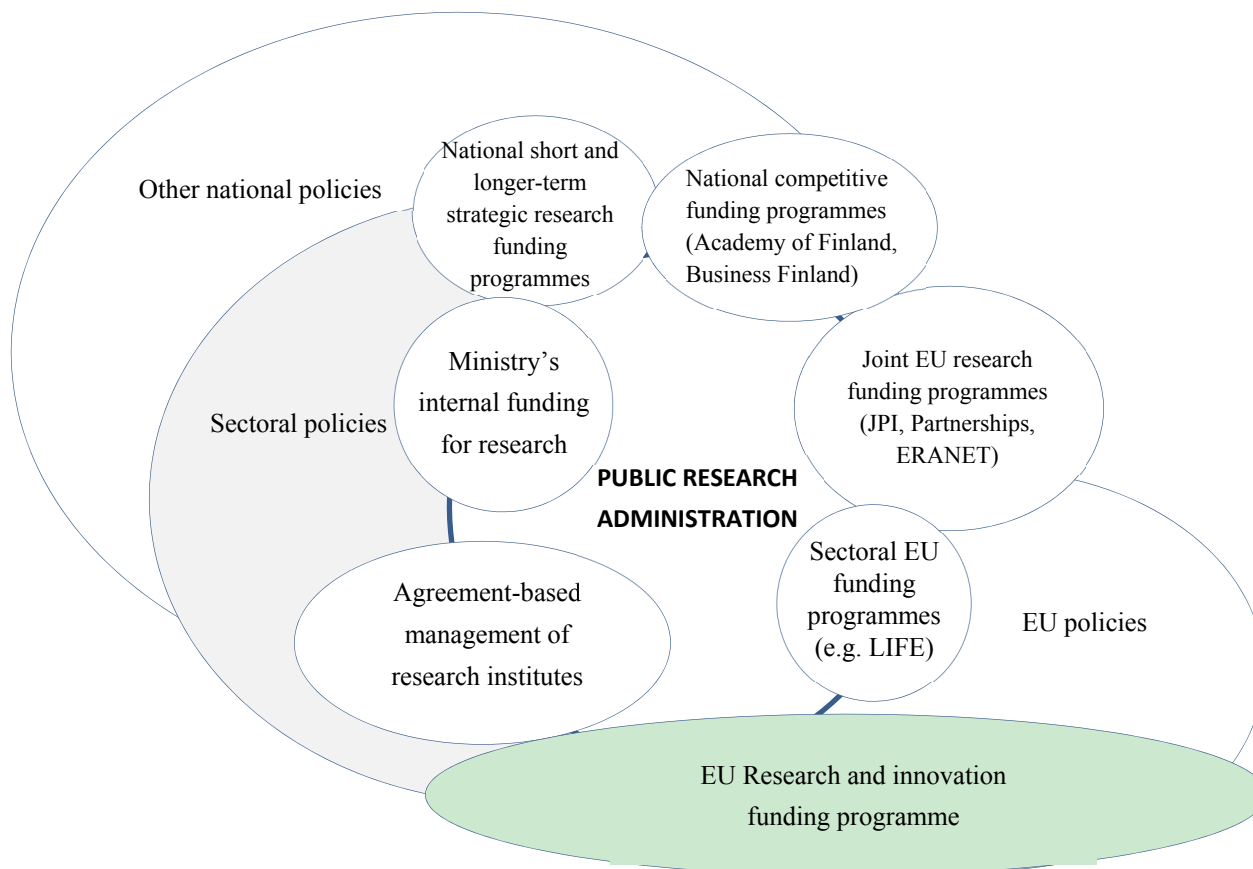 Other national policies
National short and
longer-term
strategic research
funding
programmes
National competitive
funding programmes
(Academy of Finland,
Business Finland)
Sectoral policies
Ministry’s
internal funding
for research
Joint EU research
funding programmes
(JPI, Partnerships,
ERANET)
PUBLIC RESEARCH
ADMINISTRATION
Agreement-based
management of
research institutes
Sectoral EU
funding
programmes
(e.g. LIFE)
EU policies
EU Research and innovation
funding programme